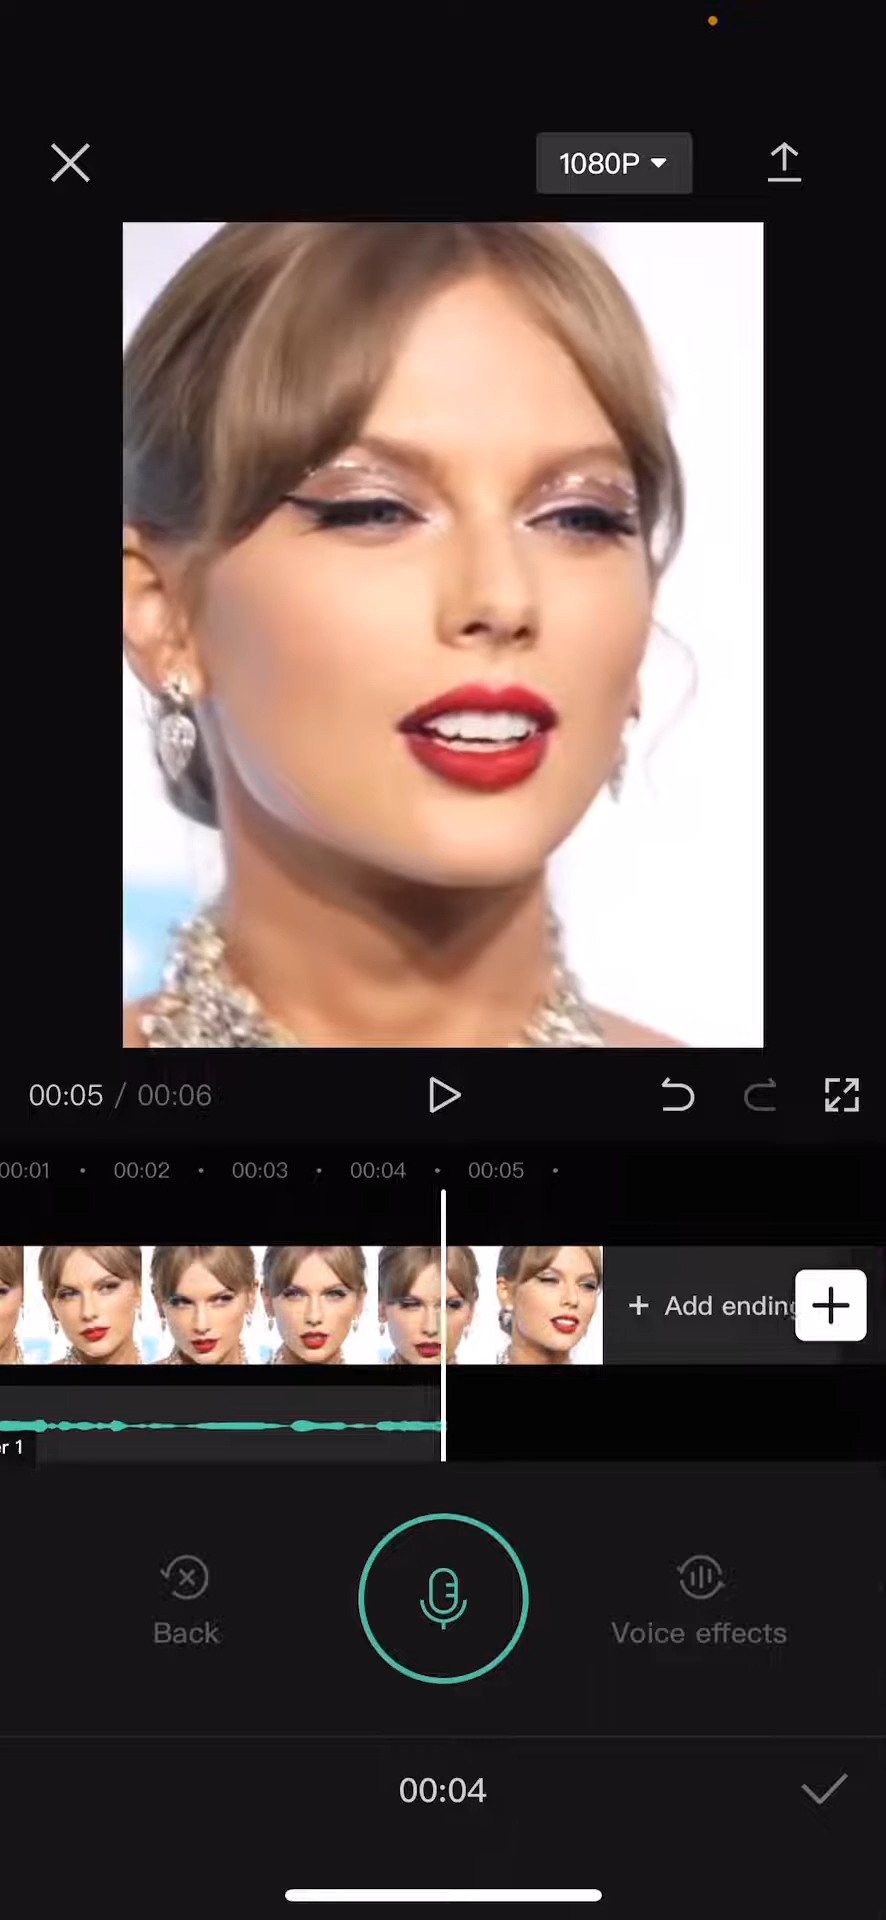 1080P
00:05 / 00:06
00:01 • 00:02 • 00:03 • 00:04 • 00:05 •
+ Add ending
r 1
Back
Voice effects
00:04